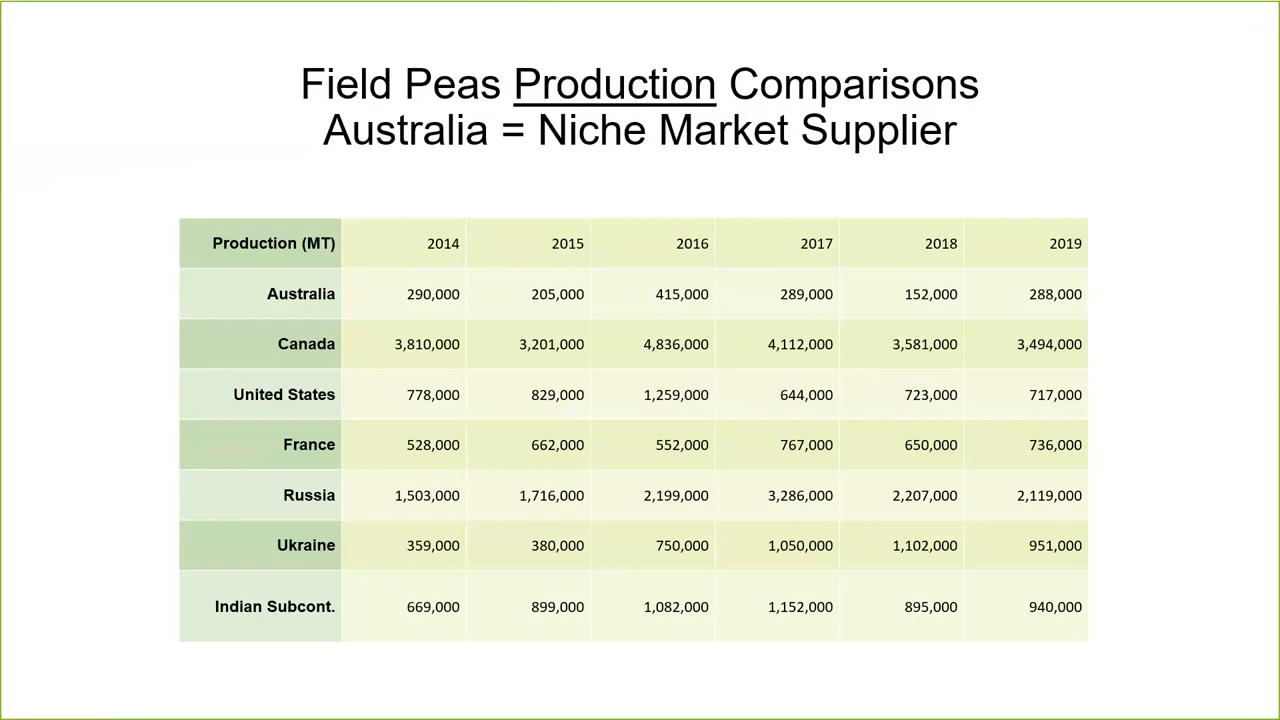 Field Peas Production Comparisons
Australia = Niche Market Supplier
Production (MT) 2014 2015 2016 2017 2018 2019
Australia 290,000 205,000 415,000 289,000 152,000 288,000
Canada 3,810,000 3,201,000 4,836,000 4,112,000 3,581,000 3,494,000
United States 778,000 829,000 1,259,000 644,000 723,000 717,000
France 528,000 662,000 552,000 767,000 650,000 736,000
Russia 1,503,000 1,716,000 2,199,000 3,286,000 2,207,000 2,119,000
Ukraine 359,000 380,000 750,000 1,050,000 1,102,000 951,000
Indian Subcont. 669,000 899,000 1,082,000 1,152,000 895,000 940,000